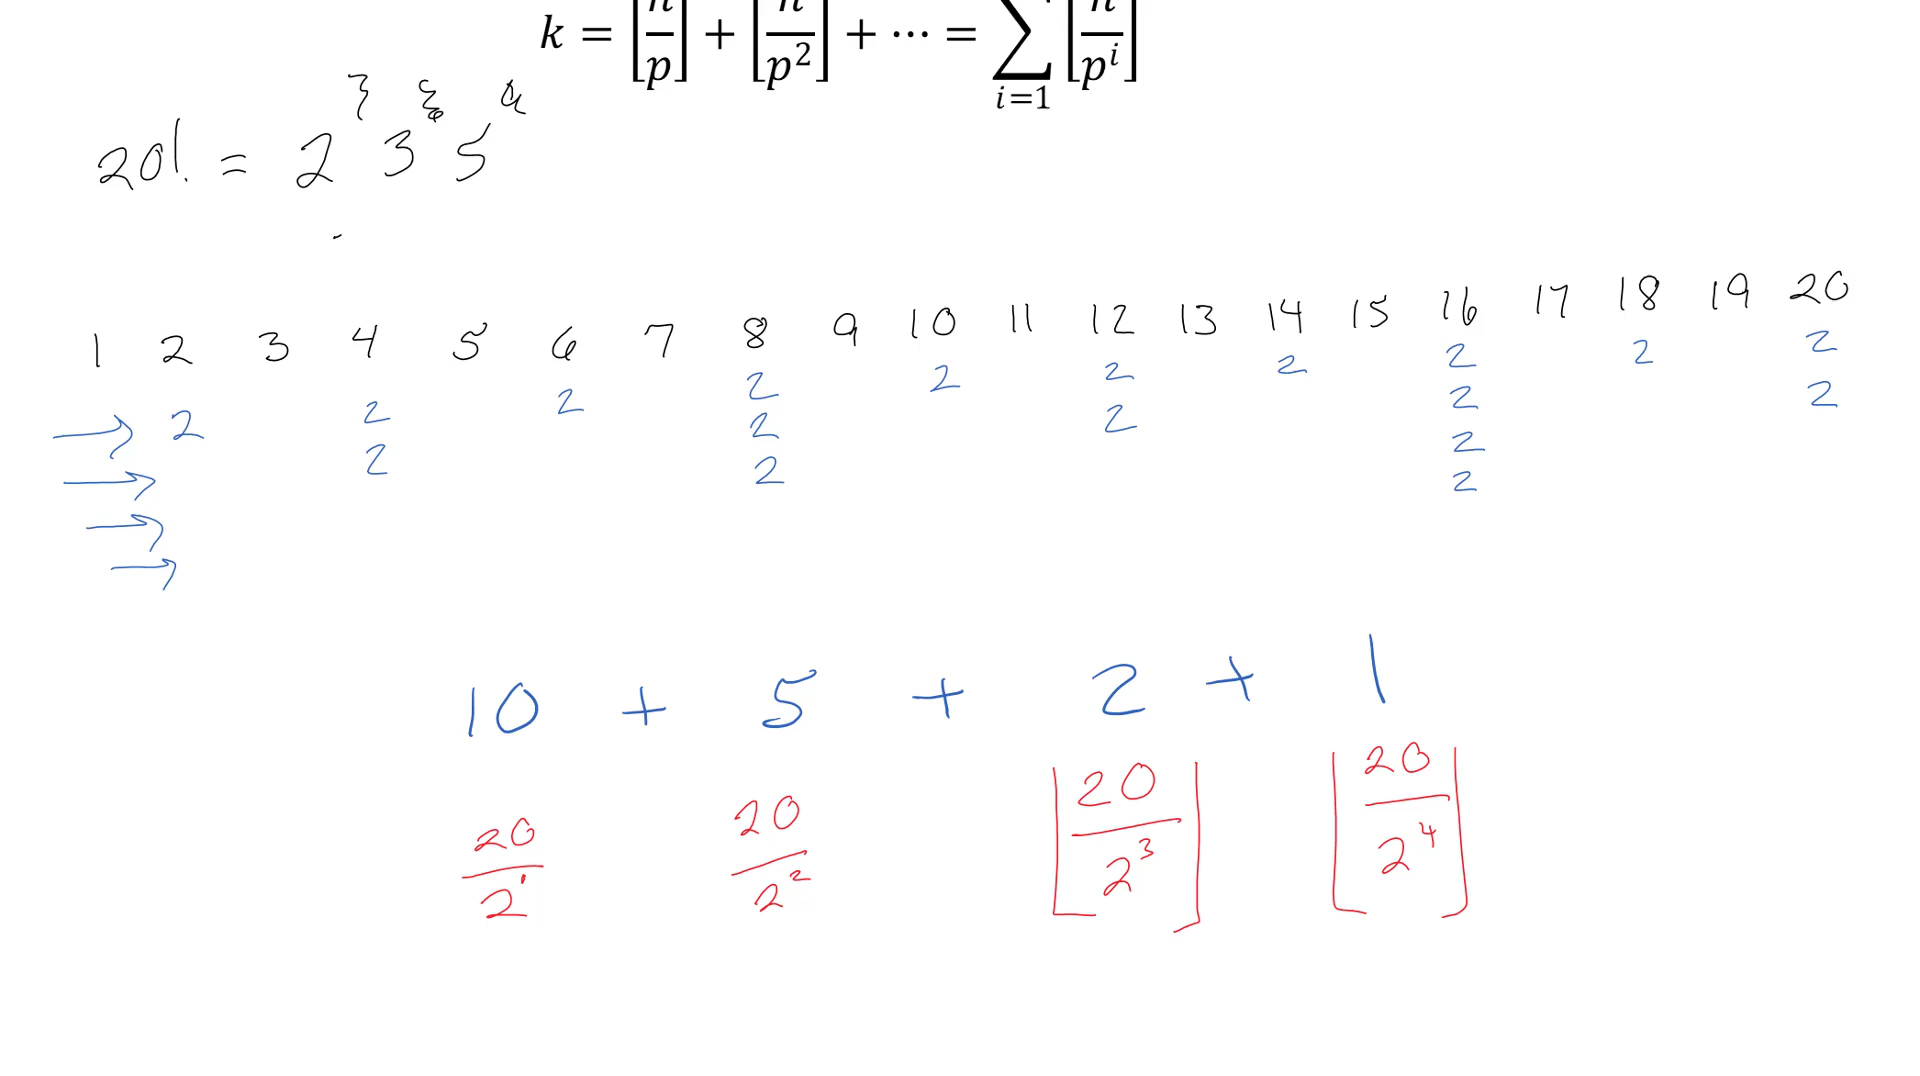 k = ⌊n/p⌋ + ⌊n/p²⌋ + ⋯ = ∑ i=1 ⌊n/pⁱ⌋
20! = 2 3 5
1 2 3 4 5 6 7 8 9 10 11 12 13 14 15 16 17 18 19 20
2 2 2 2 2 2 2 2 2 2
2 2 2 2 2
2 2
2
10 + 5 + 2 + 1
20/2¹ 20/2² ⌊20/2³⌋ ⌊20/2⁴⌋